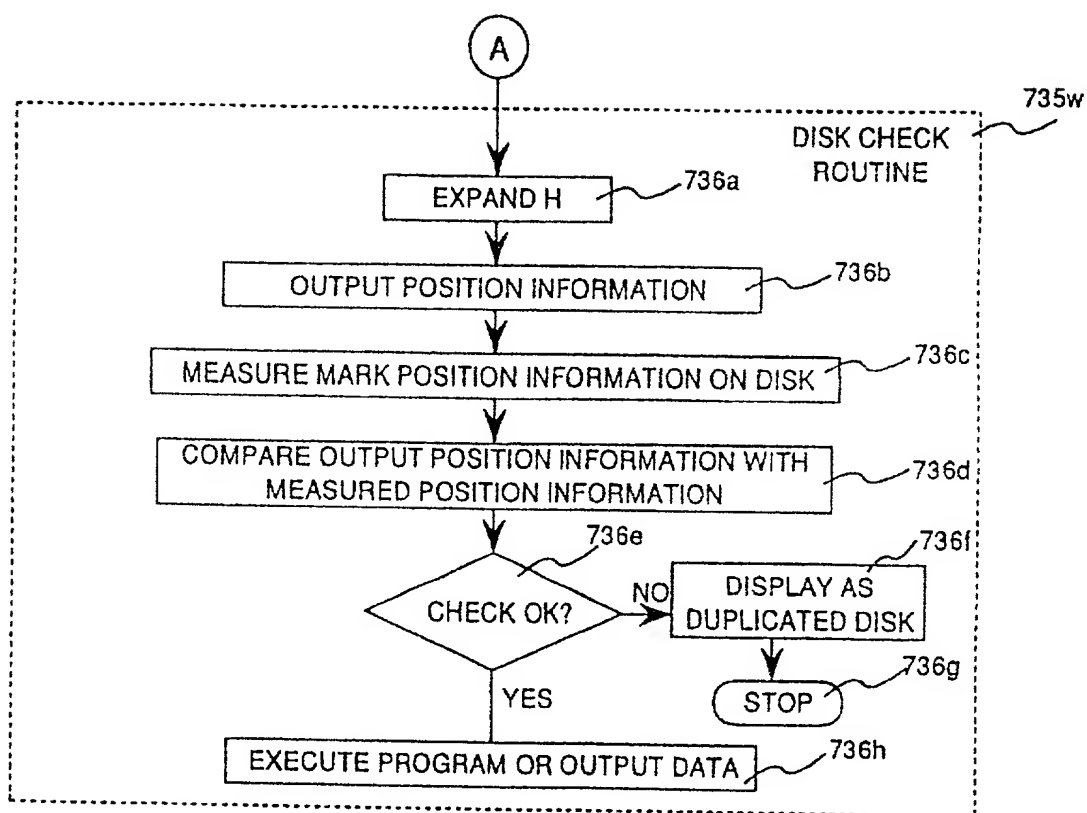 A
735w
DISK CHECK
ROUTINE
EXPAND H
736a
OUTPUT POSITION INFORMATION
736b
MEASURE MARK POSITION INFORMATION ON DISK
736c
COMPARE OUTPUT POSITION INFORMATION WITH
MEASURED POSITION INFORMATION
736d
736e
CHECK OK?
NO
736f
DISPLAY AS
DUPLICATED DISK
736g
STOP
YES
EXECUTE PROGRAM OR OUTPUT DATA
736h